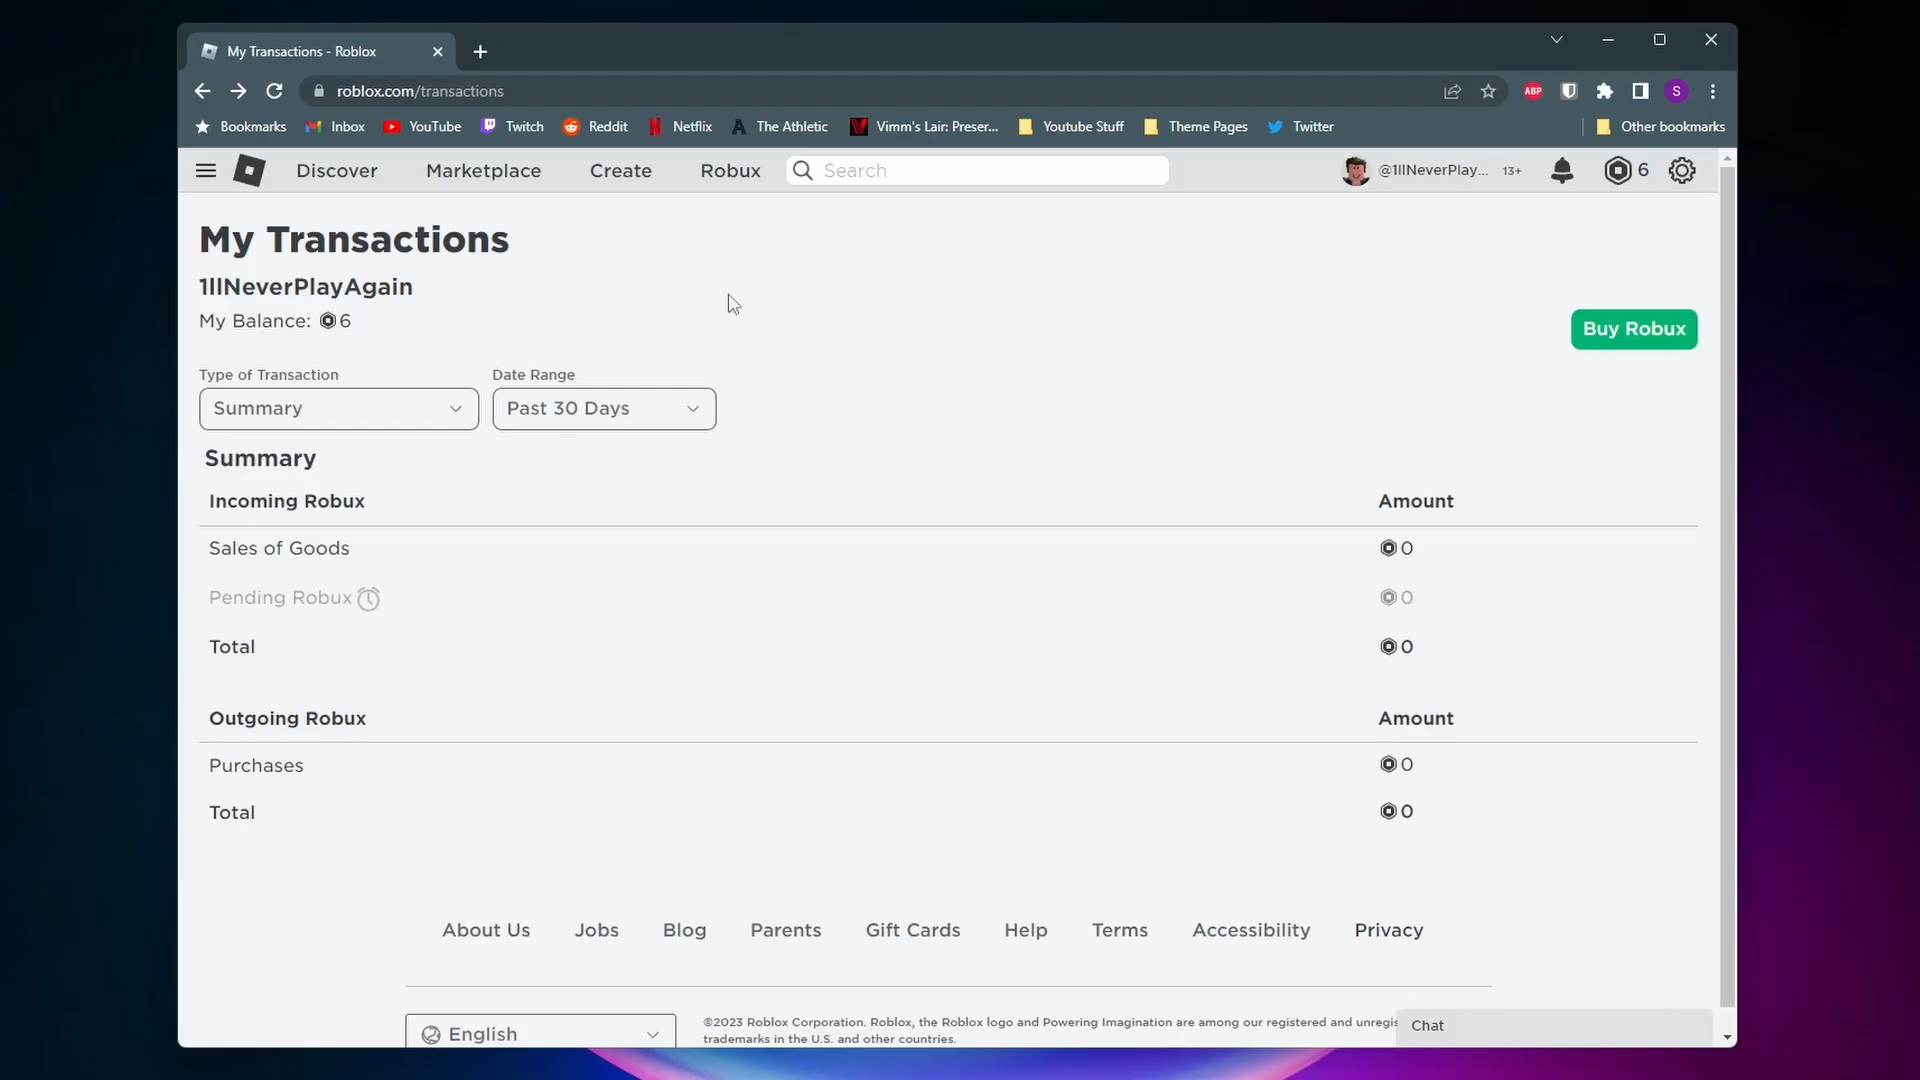 My Transactions - Roblox
roblox.com/transactions
ABP
S
Bookmarks Inbox YouTube Twitch Reddit Netflix The Athletic Vimm's Lair: Preser... Youtube Stuff Theme Pages Twitter Other bookmarks
Discover Marketplace Create Robux Search @1llNeverPlay... 13+ 6
My Transactions
1llNeverPlayAgain
My Balance: 6
Buy Robux
Type of Transaction Date Range
Summary Past 30 Days
Summary
Incoming Robux Amount
Sales of Goods 0
Pending Robux 0
Total 0
Outgoing Robux Amount
Purchases 0
Total 0
About Us Jobs Blog Parents Gift Cards Help Terms Accessibility Privacy
English
©2023 Roblox Corporation. Roblox, the Roblox logo and Powering Imagination are among our registered and unregis
trademarks in the U.S. and other countries.
Chat